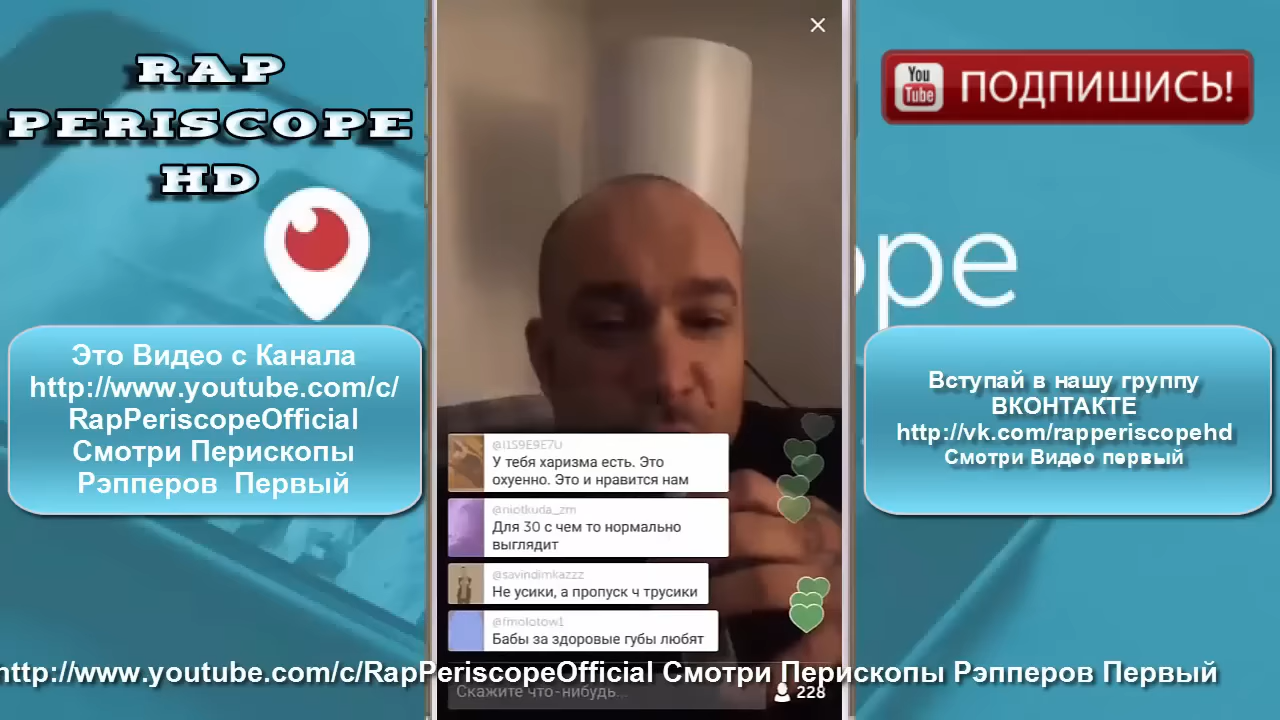 RAP
PERISCOPE
HD
Это Видео с Канала
http://www.youtube.com/c/
RapPeriscopeOfficial
Смотри Перископы
Рэпперов Первый
@l1S9E9E7U
У тебя харизма есть. Это
охуенно. Это и нравится нам
@niotkuda_zm
Для 30 с чем то нормально
выглядит
@savindimkazzz
Не усики, а пропуск ч трусики
@fmolotow1
Бабы за здоровые губы любят
Скажите что-нибудь...
228
You
Tube
ПОДПИШИСЬ!
ope
Вступай в нашу группу
ВКОНТАКТЕ
http://vk.com/rapperiscopehd
Смотри Видео первый
http://www.youtube.com/c/RapPeriscopeOfficial Смотри Перископы Рэпперов Первый